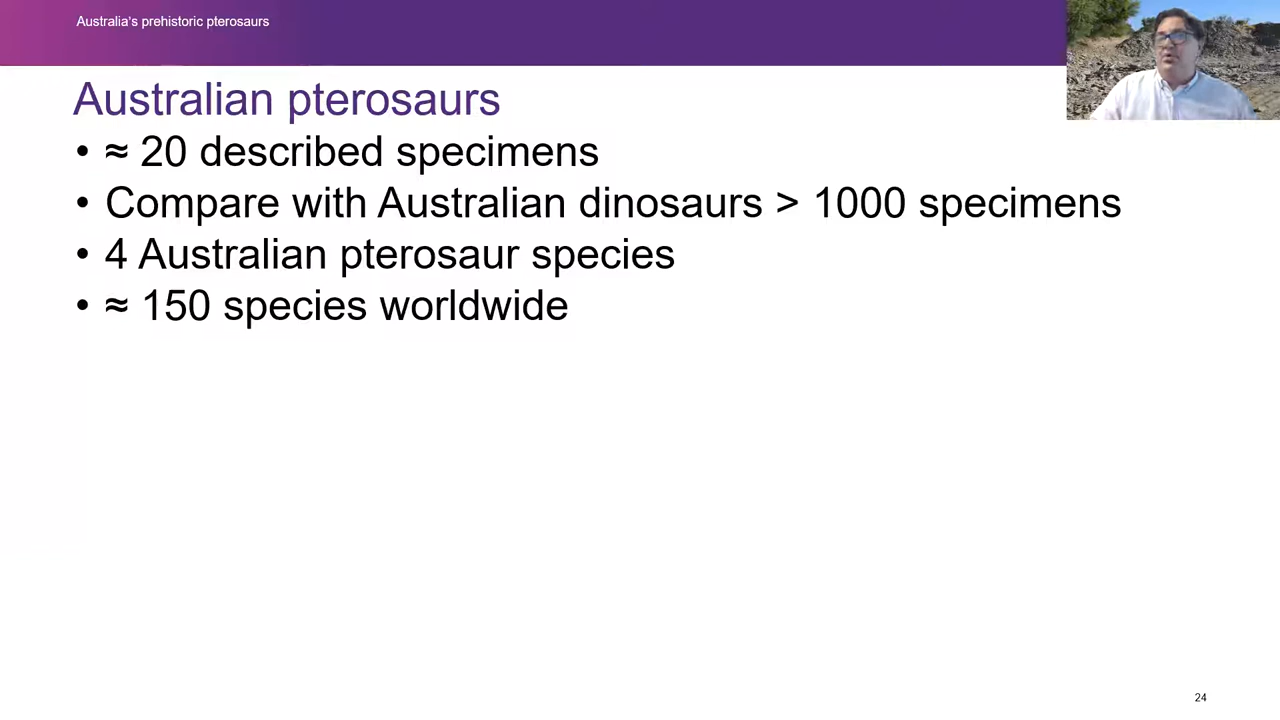 Australia's prehistoric pterosaurs
Australian pterosaurs
• ≈ 20 described specimens
• Compare with Australian dinosaurs > 1000 specimens
• 4 Australian pterosaur species
• ≈ 150 species worldwide
24